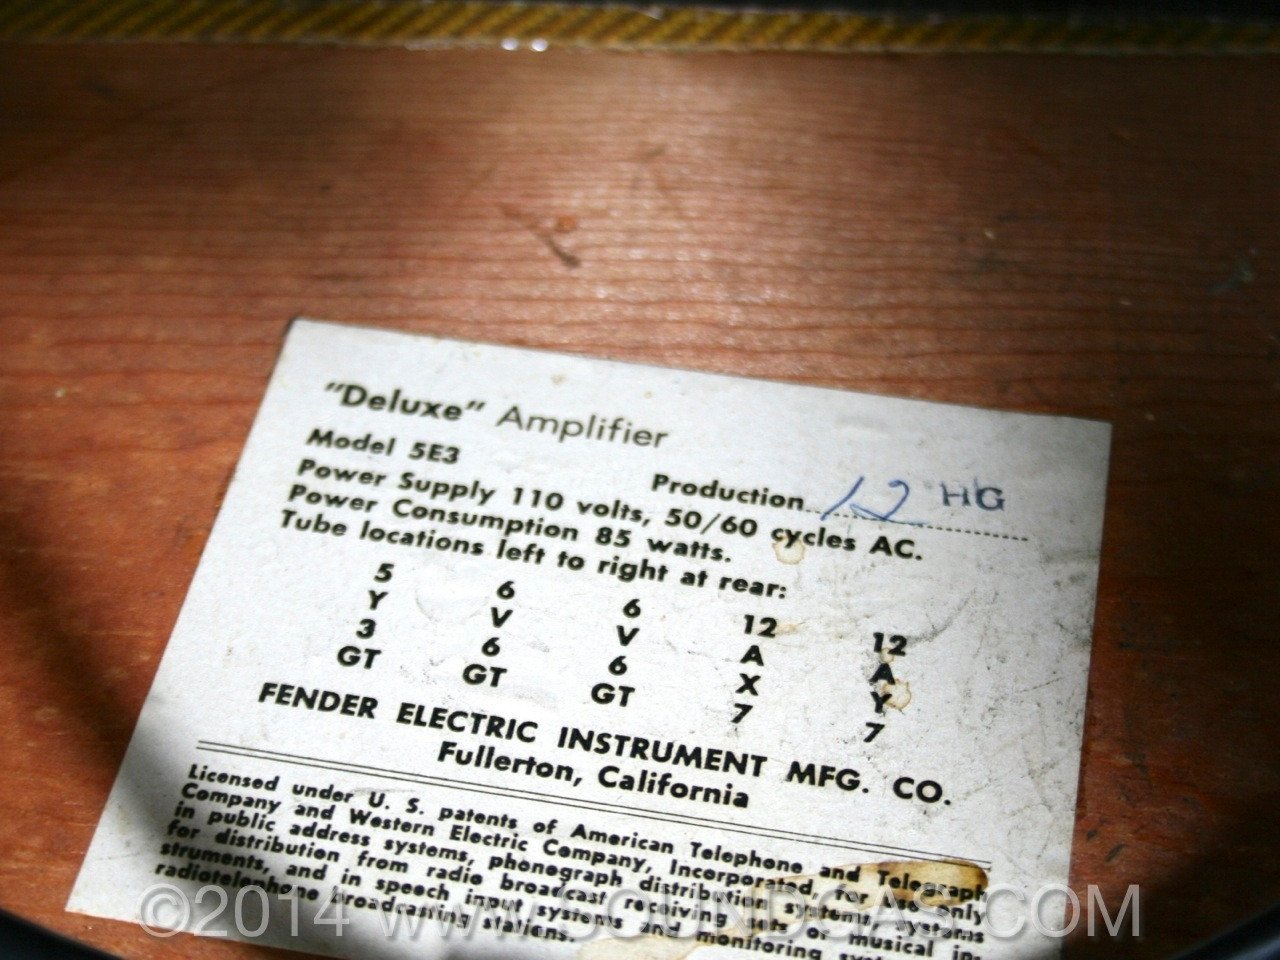 "Deluxe" Amplifier
Model 5E3
Production 12 HG
Power Supply 110 volts, 50/60 cycles AC.
Power Consumption 85 watts.
Tube locations left to right at rear:
5 6 6 12 12
Y V V A A
3 6 6 X Y
GT GT GT 7 7
FENDER ELECTRIC INSTRUMENT MFG. CO.
Fullerton, California
Licensed under U. S. patents of American Telephone and Telegraph
Company and Western Electric Company, Incorporated, for use only
in public address systems, phonograph distribution systems, systems
for distribution from radio broadcast receiving sets or musical in-
struments, and in speech input systems and monitoring
radiotelephone broadcasting stations.
©2014 WWW.SOUNDGAS.COM